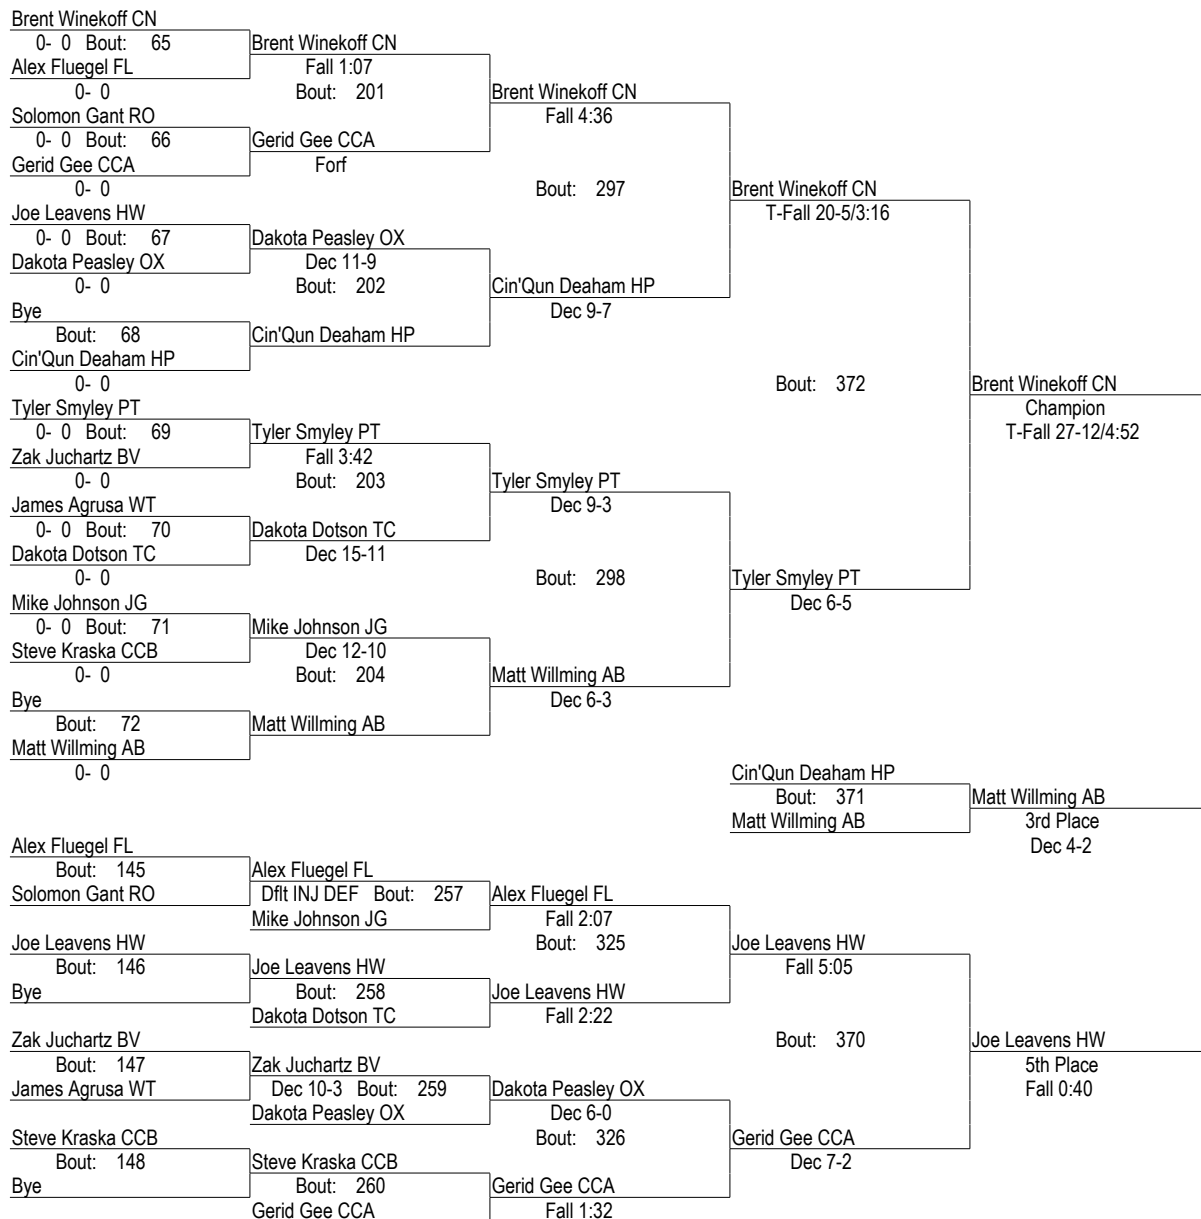 Brent Winekoff CN
0- 0 Bout: 65 Brent Winekoff CN
Alex Fluegel FL Fall 1:07
0- 0 Bout: 201 Brent Winekoff CN
Solomon Gant RO Fall 4:36
0- 0 Bout: 66 Gerid Gee CCA
Gerid Gee CCA Forf
0- 0 Bout: 297 Brent Winekoff CN
Joe Leavens HW T-Fall 20-5/3:16
0- 0 Bout: 67 Dakota Peasley OX
Dakota Peasley OX Dec 11-9
0- 0 Bout: 202 Cin'Qun Deaham HP
Bye Dec 9-7
Bout: 68 Cin'Qun Deaham HP
Cin'Qun Deaham HP
0- 0 Bout: 372 Brent Winekoff CN
Tyler Smyley PT Champion
0- 0 Bout: 69 Tyler Smyley PT T-Fall 27-12/4:52
Zak Juchartz BV Fall 3:42
0- 0 Bout: 203 Tyler Smyley PT
James Agrusa WT Dec 9-3
0- 0 Bout: 70 Dakota Dotson TC
Dakota Dotson TC Dec 15-11
0- 0 Bout: 298 Tyler Smyley PT
Mike Johnson JG Dec 6-5
0- 0 Bout: 71 Mike Johnson JG
Steve Kraska CCB Dec 12-10
0- 0 Bout: 204 Matt Willming AB
Bye Dec 6-3
Bout: 72 Matt Willming AB
Matt Willming AB
0- 0 Cin'Qun Deaham HP
Bout: 371 Matt Willming AB
Matt Willming AB 3rd Place
Alex Fluegel FL Dec 4-2
Bout: 145 Alex Fluegel FL
Solomon Gant RO Dflt INJ DEF Bout: 257 Alex Fluegel FL
Mike Johnson JG Fall 2:07
Joe Leavens HW Bout: 325 Joe Leavens HW
Bout: 146 Joe Leavens HW Fall 5:05
Bye Bout: 258 Joe Leavens HW
Dakota Dotson TC Fall 2:22
Zak Juchartz BV Bout: 370 Joe Leavens HW
Bout: 147 Zak Juchartz BV 5th Place
James Agrusa WT Dec 10-3 Bout: 259 Dakota Peasley OX Fall 0:40
Dakota Peasley OX Dec 6-0
Steve Kraska CCB Bout: 326 Gerid Gee CCA
Bout: 148 Steve Kraska CCB Dec 7-2
Bye Bout: 260 Gerid Gee CCA
Gerid Gee CCA Fall 1:32